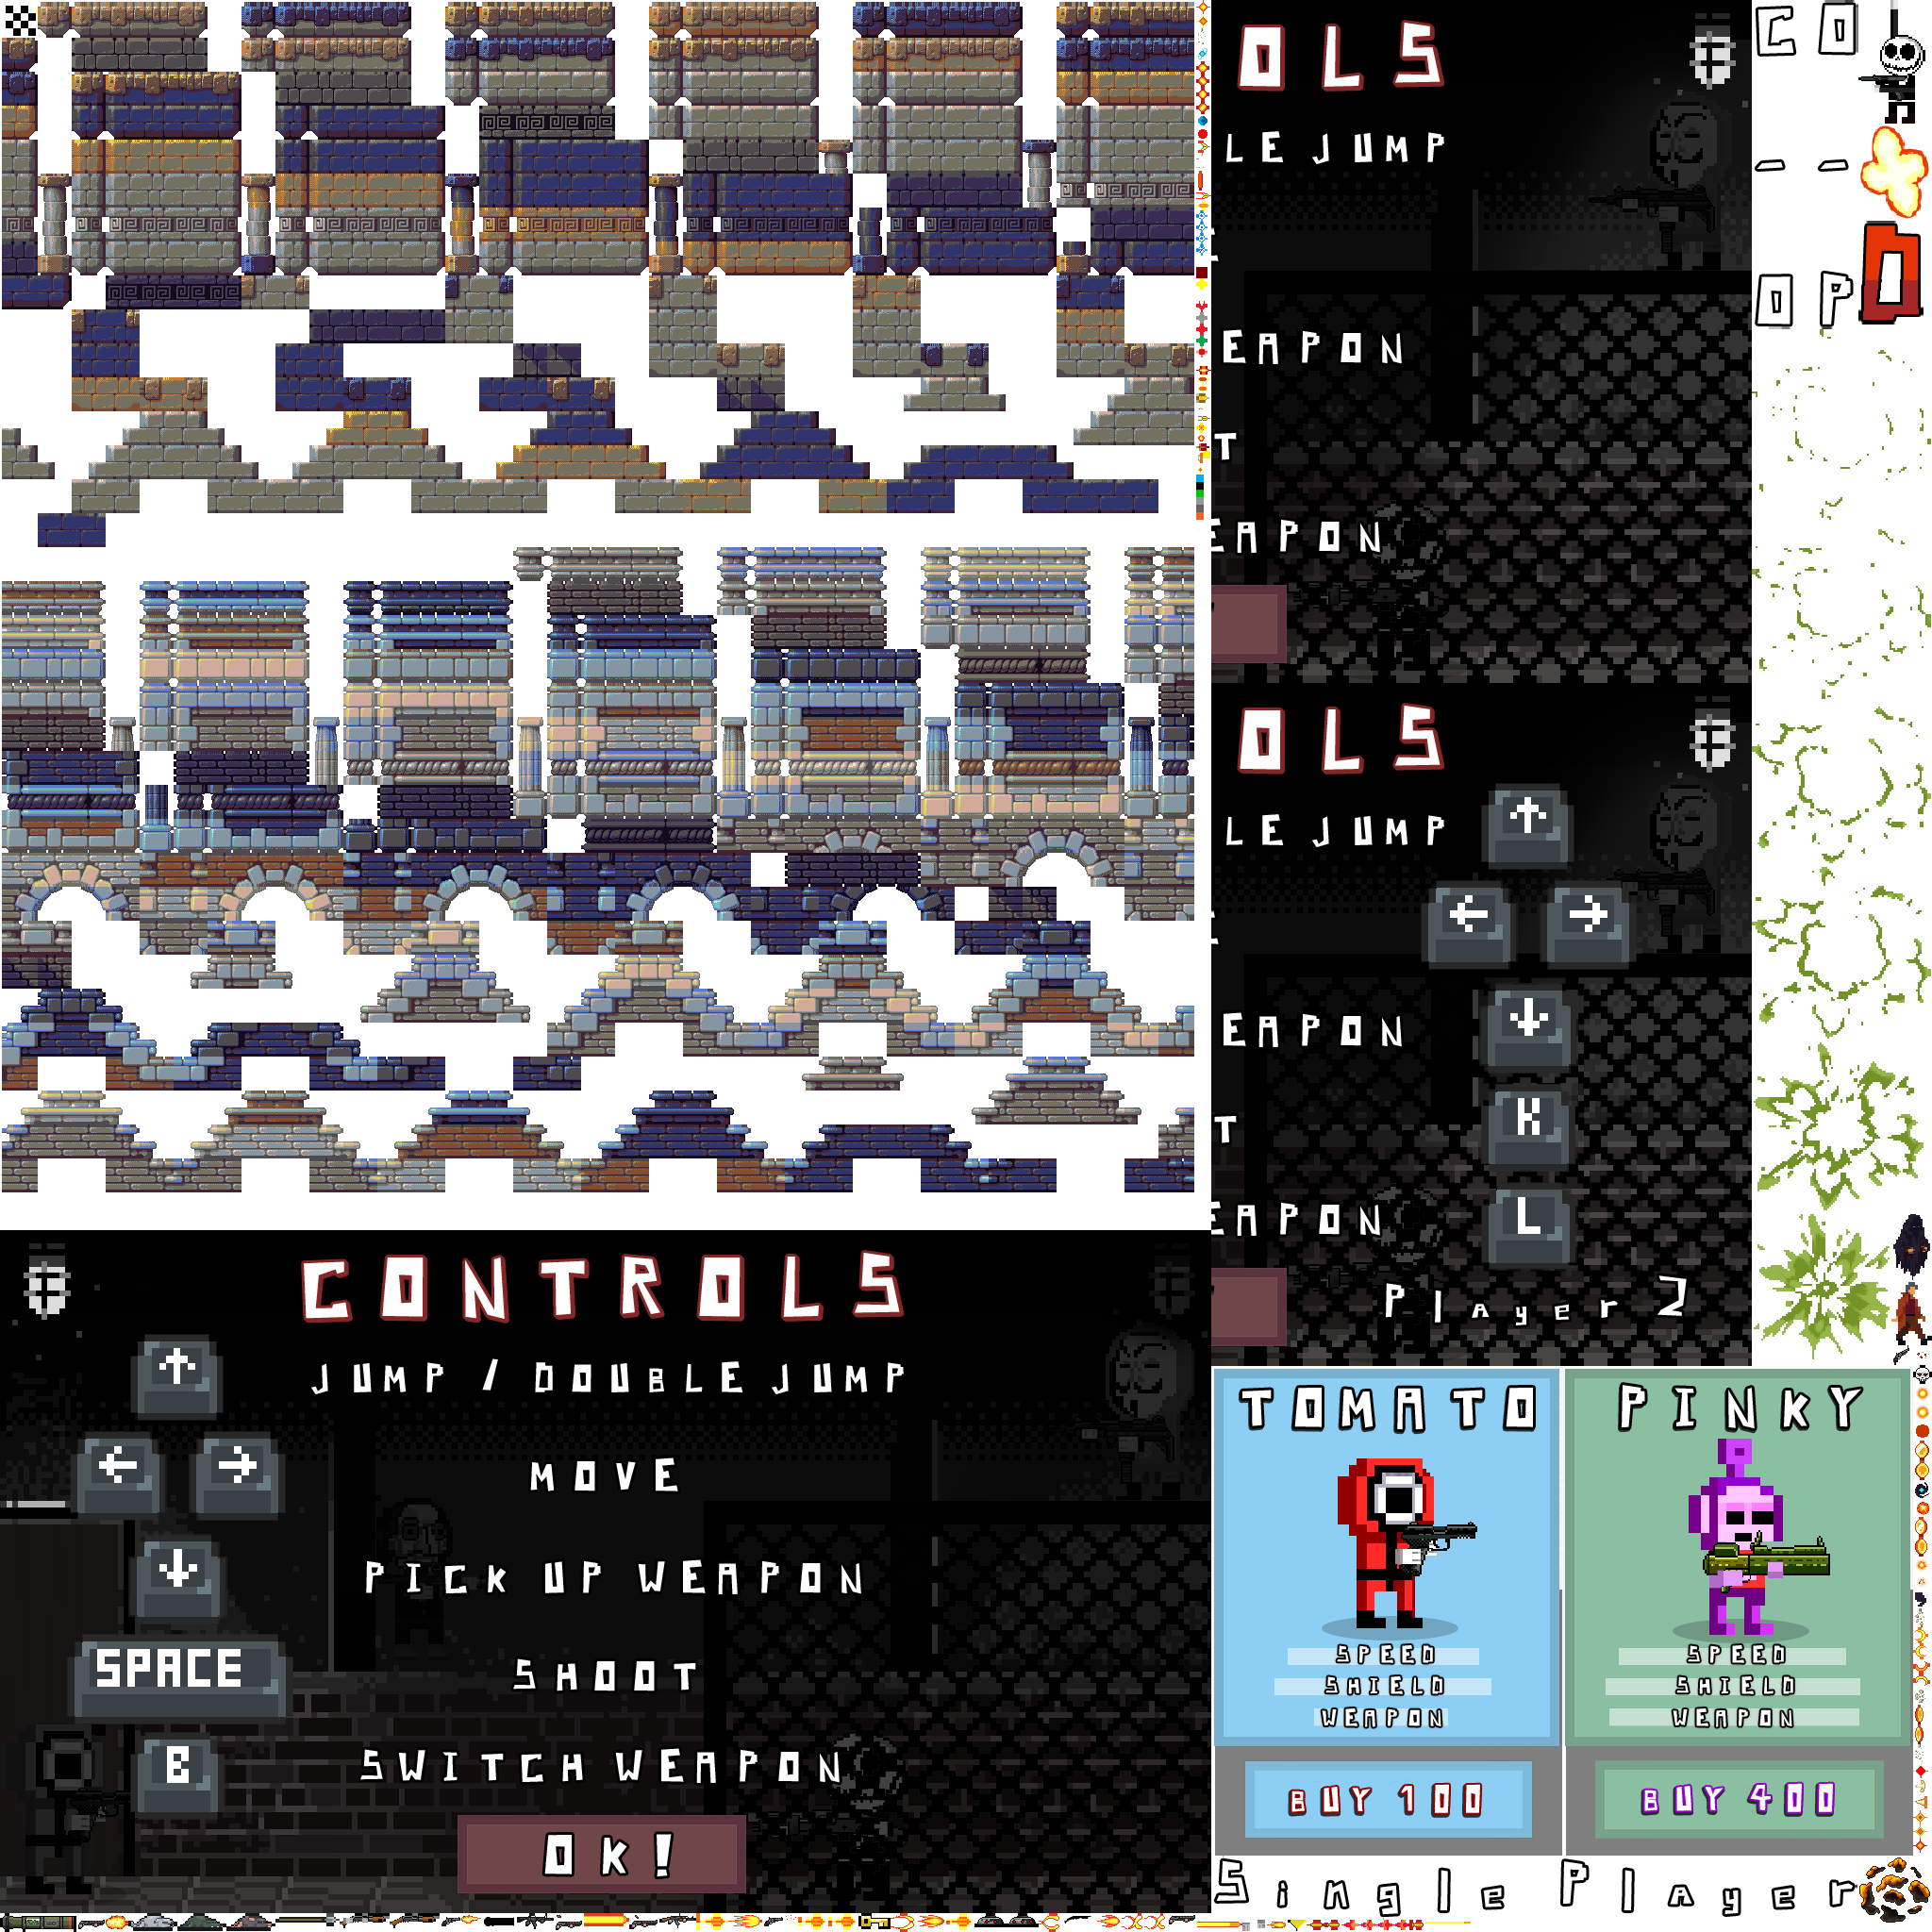 OLS
LE JUMP
EAPON
T
EAPON
CO
--
OP
O
OLS
LE JUMP
EAPON
T
EAPON
K
L
Player 2
CONTROLS
JUMP / DOUBLE JUMP
MOVE
PICK UP WEAPON
SPACE
SHOOT
B
SWITCH WEAPON
OK!
TOMATO
SPEED
SHIELD
WEAPON
BUY 100
PINKY
SPEED
SHIELD
WEAPON
BUY 400
Single Player